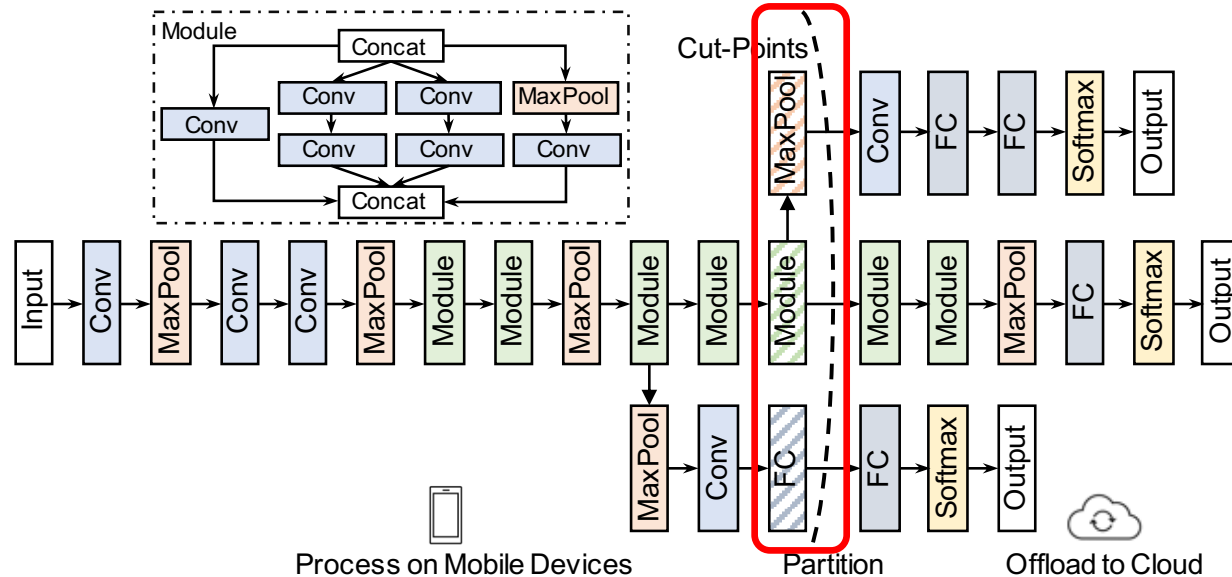 Module
Concat
Conv
Conv
MaxPool
Conv
Conv
Conv
Conv
Concat
Cut-Points
MaxPool
Conv
FC
FC
Softmax
Output
Input
Conv
MaxPool
Conv
Conv
MaxPool
Module
Module
MaxPool
Module
Module
Module
Module
Module
MaxPool
FC
Softmax
Output
MaxPool
Conv
FC
FC
Softmax
Output
Process on Mobile Devices
Partition
Offload to Cloud